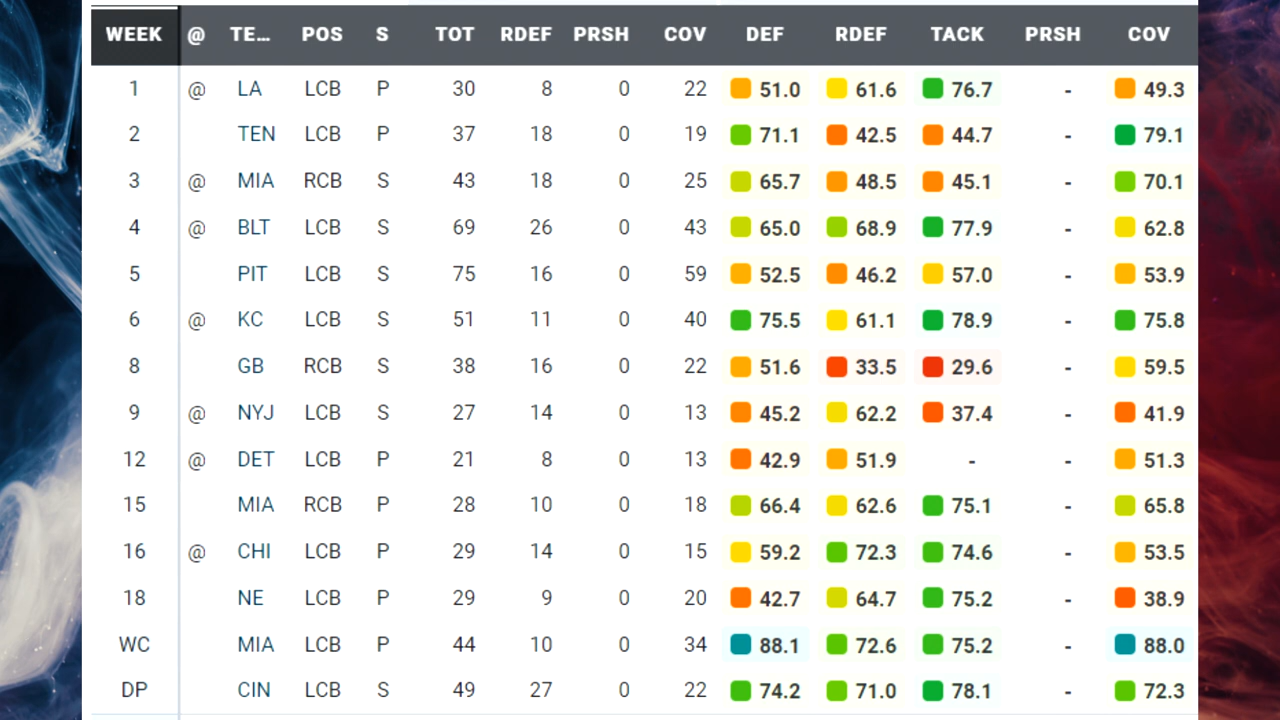 WEEK @ TE... POS S TOT RDEF PRSH COV DEF RDEF TACK PRSH COV
1 @ LA LCB P 30 8 0 22 51.0 61.6 76.7 - 49.3
2 TEN LCB P 37 18 0 19 71.1 42.5 44.7 - 79.1
3 @ MIA RCB S 43 18 0 25 65.7 48.5 45.1 - 70.1
4 @ BLT LCB S 69 26 0 43 65.0 68.9 77.9 - 62.8
5 PIT LCB S 75 16 0 59 52.5 46.2 57.0 - 53.9
6 @ KC LCB S 51 11 0 40 75.5 61.1 78.9 - 75.8
8 GB RCB S 38 16 0 22 51.6 33.5 29.6 - 59.5
9 @ NYJ LCB S 27 14 0 13 45.2 62.2 37.4 - 41.9
12 @ DET LCB P 21 8 0 13 42.9 51.9 - - 51.3
15 MIA RCB P 28 10 0 18 66.4 62.6 75.1 - 65.8
16 @ CHI LCB P 29 14 0 15 59.2 72.3 74.6 - 53.5
18 NE LCB P 29 9 0 20 42.7 64.7 75.2 - 38.9
WC MIA LCB P 44 10 0 34 88.1 72.6 75.2 - 88.0
DP CIN LCB S 49 27 0 22 74.2 71.0 78.1 - 72.3